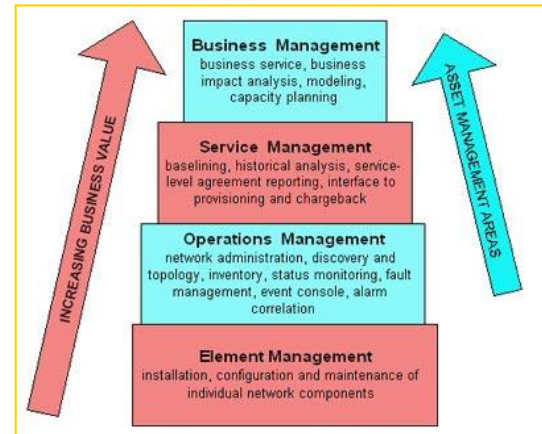 Business Management
business service, business
impact analysis, modeling,
capacity planning
Service Management
baselining, historical analysis, service-
level agreement reporting, interface to
provisioning and chargeback
Operations Management
network administration, discovery and
topology, inventory, status monitoring, fault
management, event console, alarm
correlation
Element Management
installation, configuration and maintenance of
individual network components
INCREASING BUSINESS VALUE
ASSET MANAGEMENT AREAS